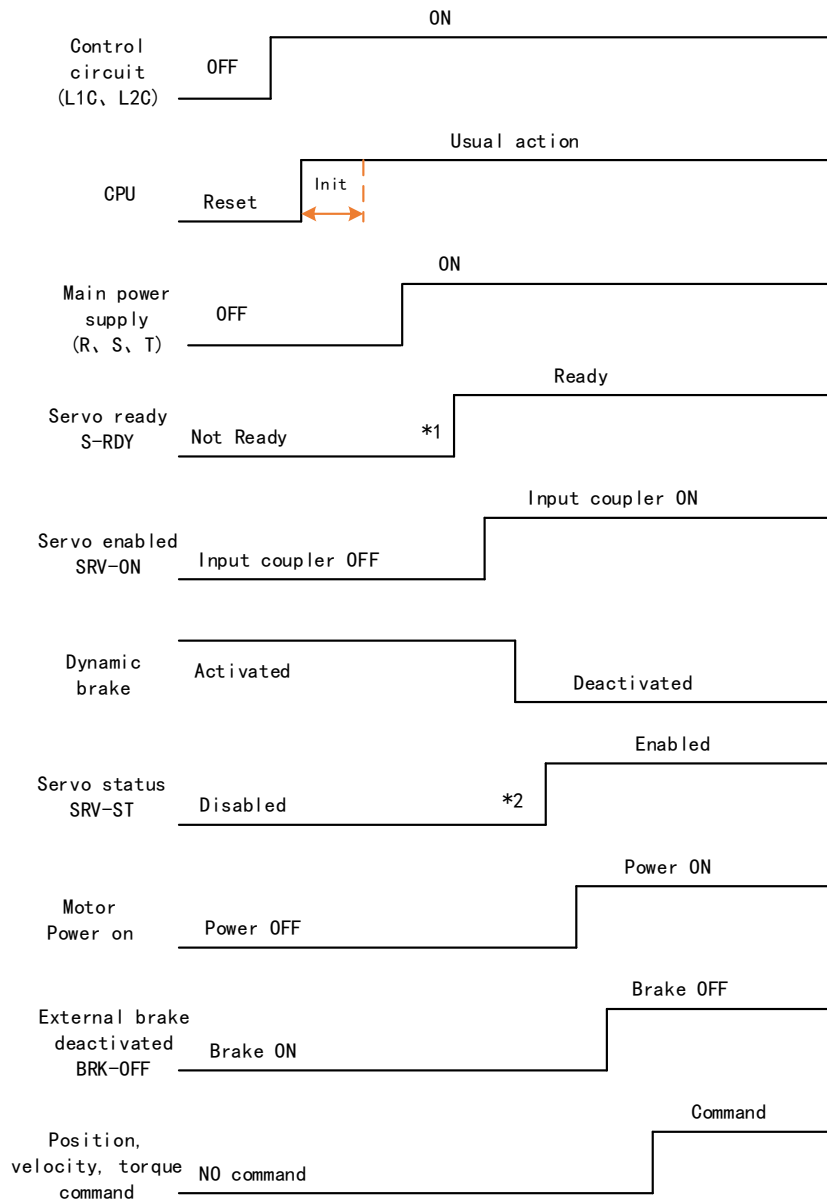 ON
Control
circuit
(L1C、L2C)
OFF
Usual action
CPU
Reset
Init
ON
Main power
supply
(R、S、T)
OFF
Ready
Servo ready
S-RDY
Not Ready
*1
Input coupler ON
Servo enabled
SRV-ON
Input coupler OFF
Dynamic
brake
Activated
Deactivated
Enabled
Servo status
SRV-ST
Disabled
*2
Power ON
Motor
Power on
Power OFF
Brake OFF
External brake
deactivated
BRK-OFF
Brake ON
Command
Position,
velocity, torque
command
NO command